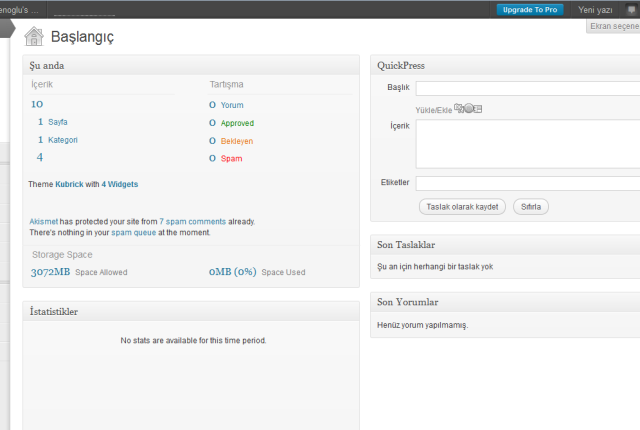 enoglu's ...
Upgrade To Pro
Yeni yazı
Ekran seçene
Başlangıç
Şu anda
İçerik
Tartışma
10
0 Yorum
1 Sayfa
0 Approved
1 Kategori
0 Bekleyen
4
0 Spam
Theme Kubrick with 4 Widgets
Akismet has protected your site from 7 spam comments already.
There's nothing in your spam queue at the moment.
Storage Space
3072MB Space Allowed
0MB (0%) Space Used
İstatistikler
No stats are available for this time period.
QuickPress
Başlık
Yükle/Ekle
İçerik
Etiketler
Taslak olarak kaydet
Sıfırla
Son Taslaklar
Şu an için herhangi bir taslak yok
Son Yorumlar
Henüz yorum yapılmamış.